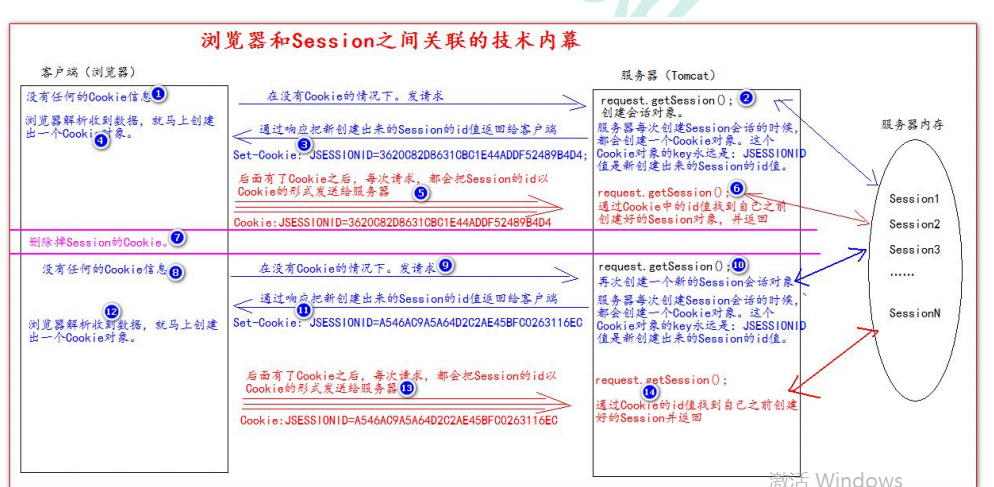 浏览器和Session之间关联的技术内幕
客户端（浏览器）
服务器（Tomcat）
服务器内存
没有任何的Cookie信息 1
浏览器解析收到数据，就马上创建
出一个Cookie对象。
4
在没有Cookie的情况下。发请求
request.getSession(); 2
创建会话对象。
服务器每次创建Session会话的时候，
都会创建一个Cookie对象。这个
Cookie对象的key永远是：JSESSIONID
值是新创建出来的Session的id值。
通过响应把新创建出来的Session的id值返回给客户端
3
Set-Cookie: JSESSIONID=3620C82D8631CBC1E44ADDF52489B4D4;
后面有了Cookie之后，每次请求，都会把Session的id以
Cookie的形式发送给服务器 5
Cookie:JSESSIONID=3620C82D8631CBC1E44ADDF52489B4D4
request.getSession(); 6
通过Cookie中的id值找到自己之前
创建好的Session对象，并返回
Session1
Session2
Session3
......
SessionN
删除掉Session的Cookie。 7
没有任何的Cookie信息 8
在没有Cookie的情况下。发请求 9
request.getSession(); 10
再次创建一个新的Session会话对象
服务器每次创建Session会话的时候，
都会创建一个Cookie对象。这个
Cookie对象的key永远是：JSESSIONID
值是新创建出来的Session的id值。
通过响应把新创建出来的Session的id值返回给客户端
11
Set-Cookie: JSESSIONID=A546AC9A5A64D2C2AE45BFC0263116EC
12
浏览器解析收到数据，就马上创建
出一个Cookie对象。
后面有了Cookie之后，每次请求，都会把Session的id以
Cookie的形式发送给服务器 13
Cookie:JSESSIONID=A546AC9A5A64D2C2AE45BFC0263116EC
request.getSession();
14
通过Cookie的id值找到自己之前创建
好的Session并返回
激活 Windows